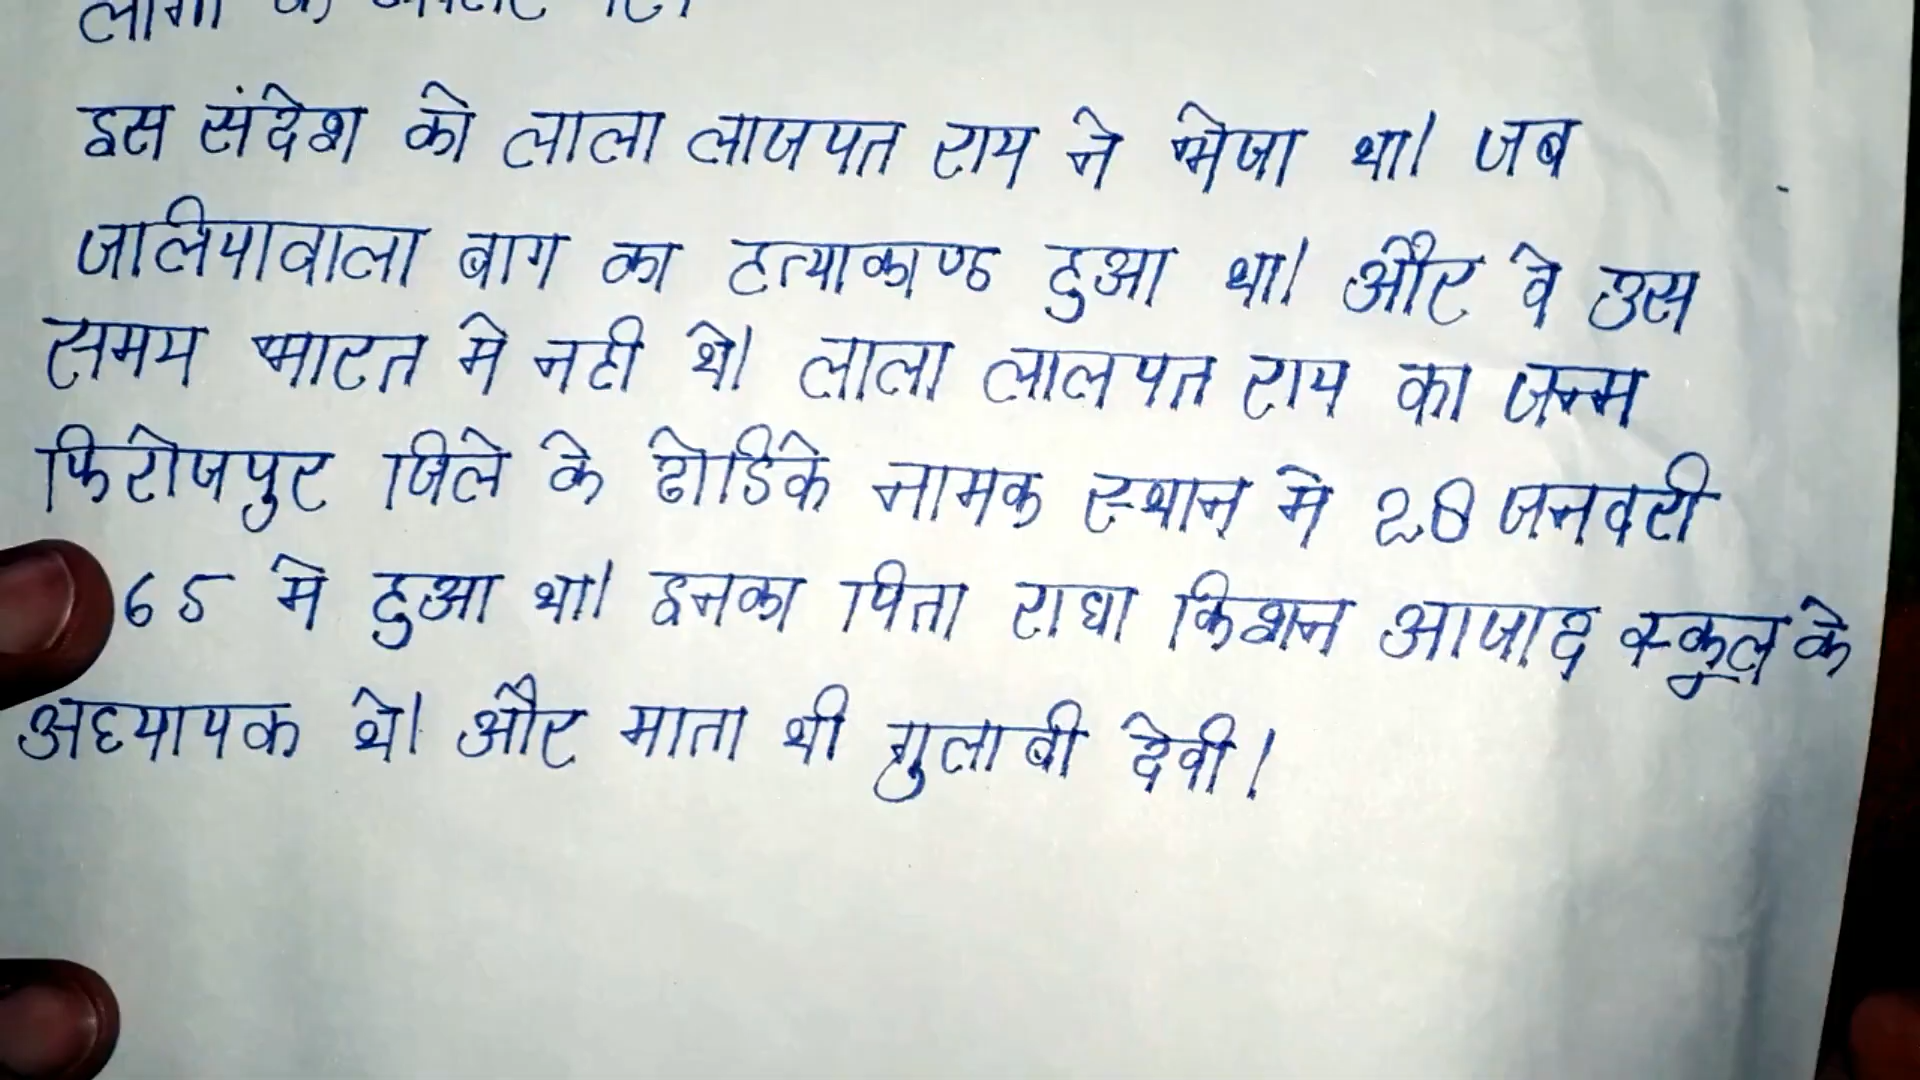 इस संदेश को लाला लाजपत राय ने भेजा था। जब
जालियावाला बाग का हत्याकाण्ड हुआ था। और वे उस
समय भारत मे नही थे। लाला लालपत राय का जन्म
फिरोजपुर जिले के ढोडिके नामक स्थान मे 28 जनवरी
65 मे हुआ था। इनका पिता राधा किशन आजाद स्कूल के
अध्यापक थे। और माता थी गुलाबी देवी।